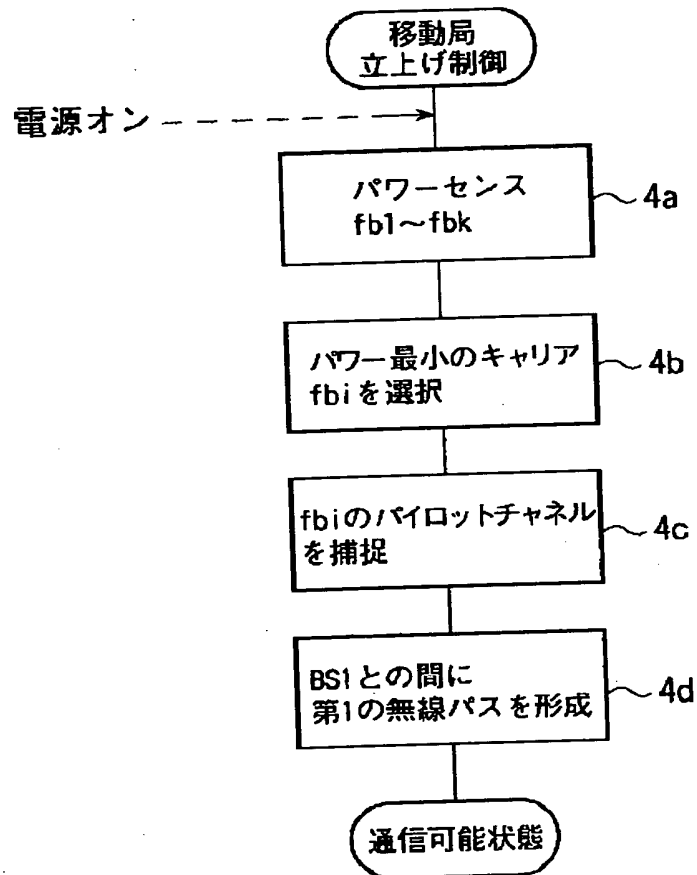 移動局
立上げ制御
電源オン
パワーセンス
fb1～fbk
4a
パワー最小のキャリア
fbiを選択
4b
fbiのパイロットチャネル
を捕捉
4c
BS1との間に
第1の無線パスを形成
4d
通信可能状態